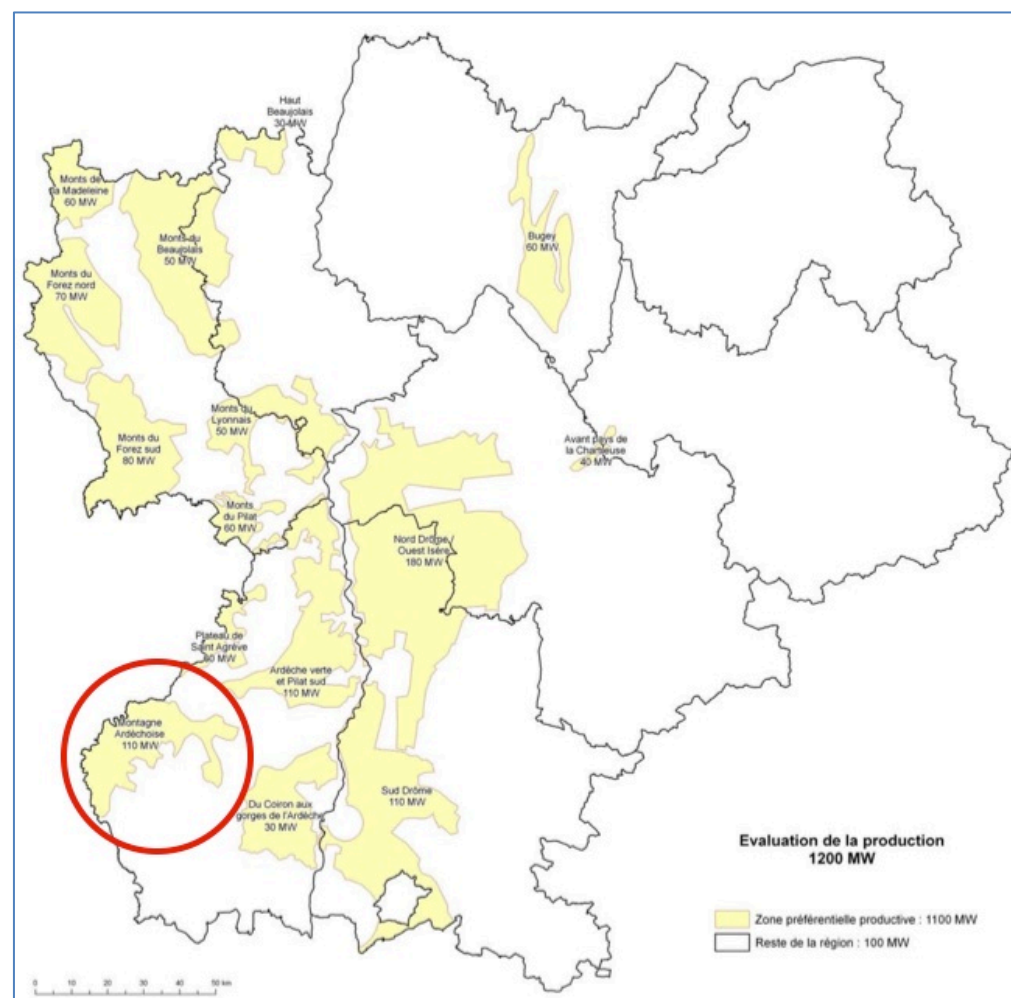 Haut
Beaujolais
30 MW
Monts de
la Madeleine
60 MW
Monts du
Beaujolais
50 MW
Bugey
60 MW
Monts du
Forez nord
70 MW
Monts du
Lyonnais
50 MW
Monts du
Forez sud
80 MW
Avant pays de
la Chartreuse
40 MW
Monts
du Pilat
60 MW
Nord Drôme /
Ouest Isère
180 MW
Plateau de
Saint Agrève
60 MW
Ardèche verte
et Pilat sud
110 MW
Montagne
Ardéchoise
110 MW
Sud Drôme
110 MW
Du Coiron aux
gorges de l'Ardèche
30 MW
Evaluation de la production
1200 MW
Zone préférentielle productive : 1100 MW
Reste de la région : 100 MW
0 10 20 30 40 50 km